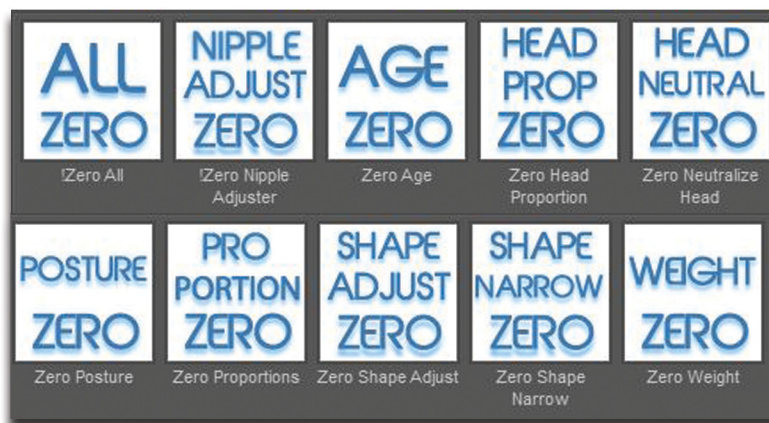 ALL
ZERO
!Zero All
NIPPLE
ADJUST
ZERO
!Zero Nipple
Adjuster
AGE
ZERO
Zero Age
HEAD
PROP
ZERO
Zero Head
Proportion
HEAD
NEUTRAL
ZERO
Zero Neutralize
Head
POSTURE
ZERO
Zero Posture
PRO
PORTION
ZERO
Zero Proportions
SHAPE
ADJUST
ZERO
Zero Shape Adjust
SHAPE
NARROW
ZERO
Zero Shape
Narrow
WEIGHT
ZERO
Zero Weight